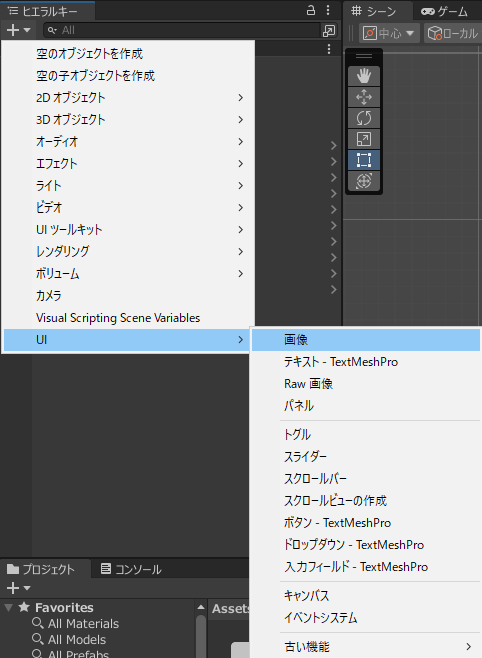 ヒエラルキー
シーン
ゲーム
All
中心
ローカル
空のオブジェクトを作成
空の子オブジェクトを作成
2D オブジェクト
3D オブジェクト
オーディオ
エフェクト
ライト
ビデオ
UI ツールキット
レンダリング
ボリューム
カメラ
Visual Scripting Scene Variables
UI
画像
テキスト - TextMeshPro
Raw 画像
パネル
トグル
スライダー
スクロールバー
スクロールビューの作成
ボタン - TextMeshPro
ドロップダウン - TextMeshPro
入力フィールド - TextMeshPro
キャンバス
イベントシステム
古い機能
プロジェクト
コンソール
Favorites
All Materials
All Models
All Prefabs
Assets